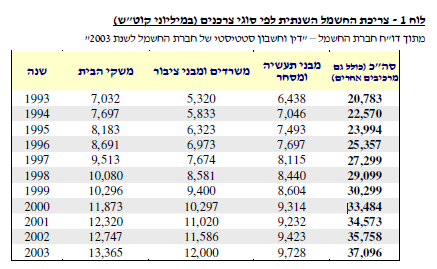 לוח 1 - צריכת החשמל השנתית לפי סוגי צרכנים (במיליוני קוט"ש)
מתוך דו"ח חברת החשמל – "דין וחשבון סטטיסטי של חברת החשמל לשנת 2003"
שנה משקי הבית משרדים ומבני ציבור מבני תעשיה ומסחר סה"כ (כולל גם מרכיבים אחרים)
1993 7,032 5,320 6,438 20,783
1994 7,697 5,833 7,046 22,570
1995 8,183 6,323 7,493 23,994
1996 8,691 6,973 7,697 25,357
1997 9,513 7,674 8,115 27,299
1998 10,080 8,581 8,440 29,099
1999 10,296 9,400 8,604 30,299
2000 11,873 10,297 9,314 33,484
2001 12,320 11,020 9,232 34,573
2002 12,747 11,586 9,423 35,758
2003 13,365 12,000 9,728 37,096